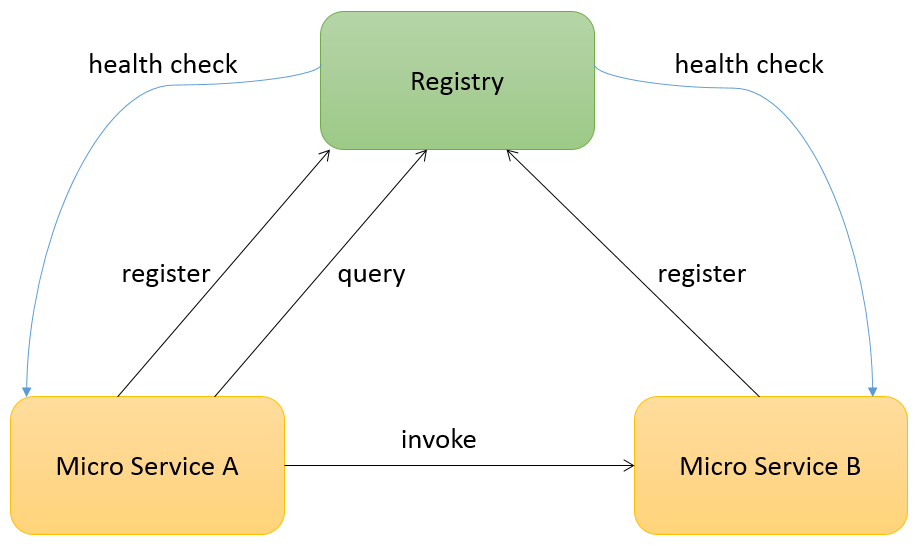 health check
health check
Registry
register
query
register
invoke
Micro Service A
Micro Service B